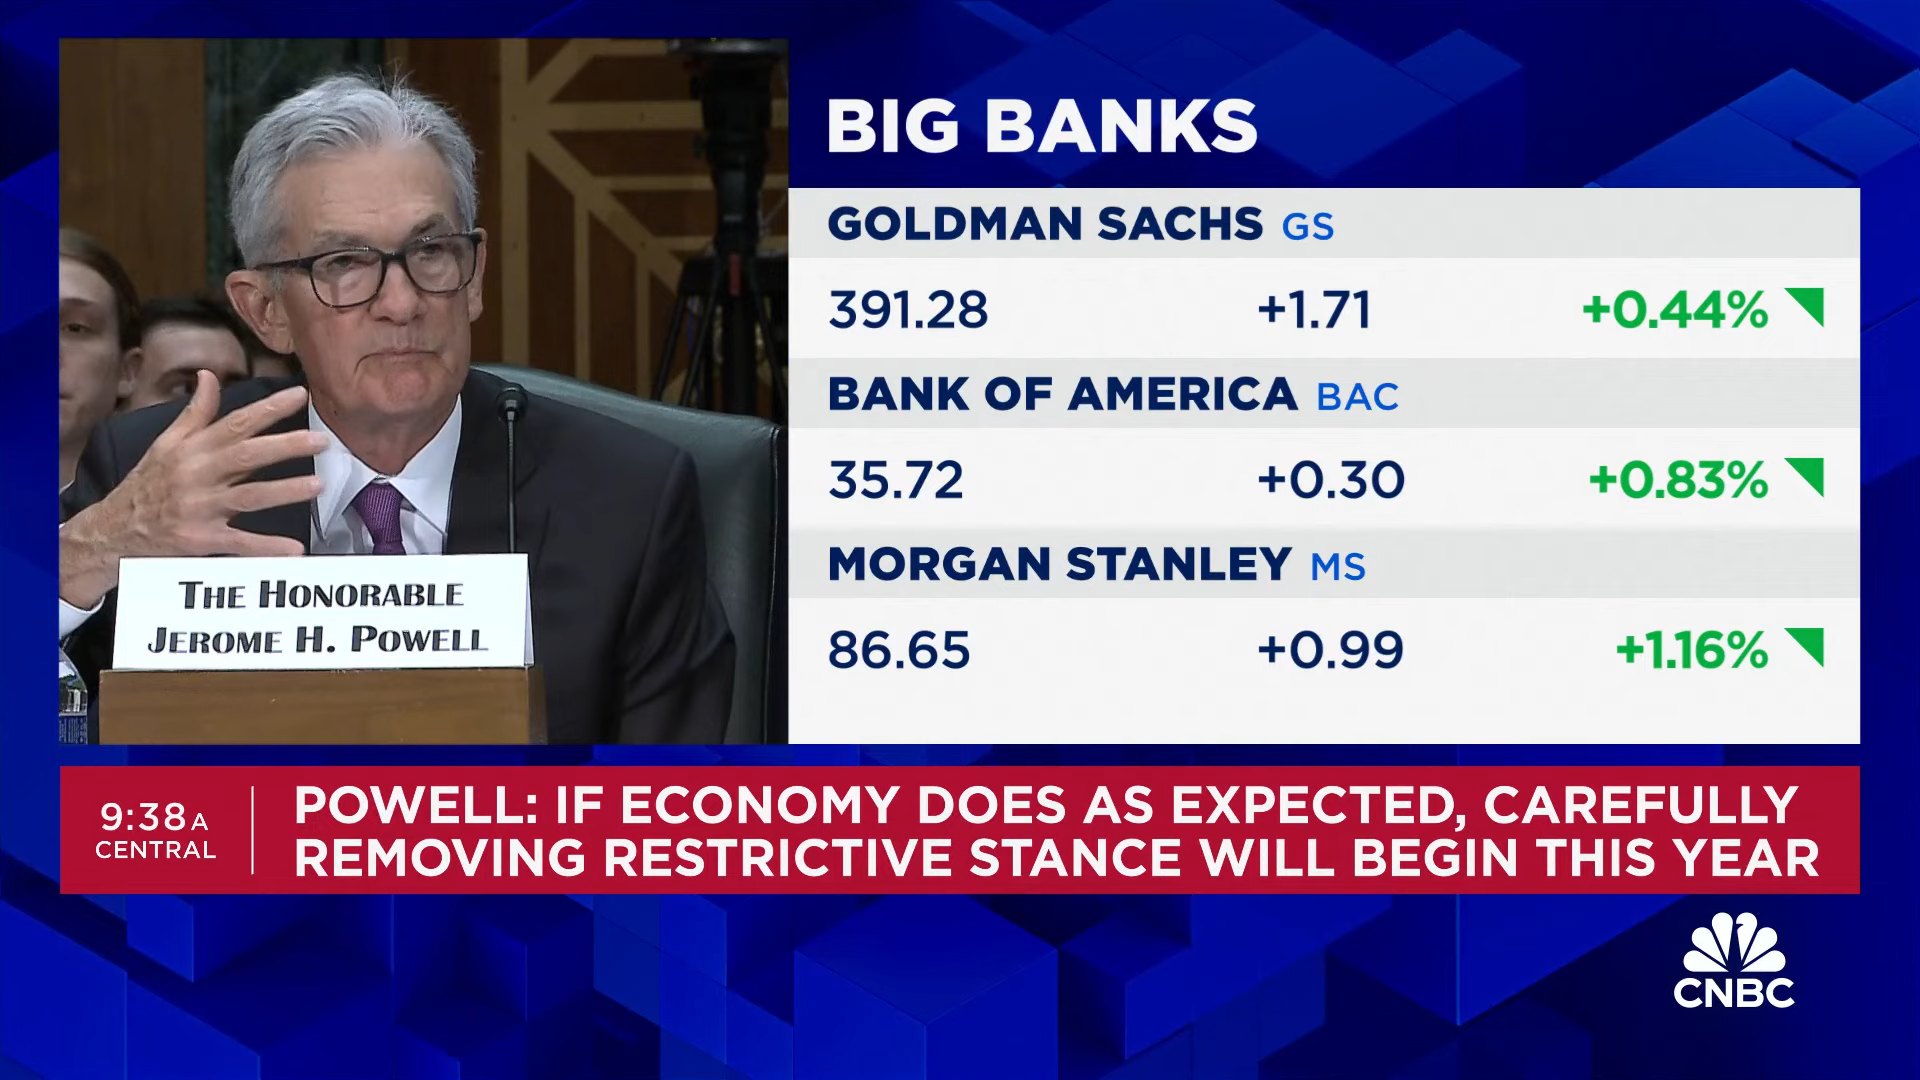 BIG BANKS
GOLDMAN SACHS GS
391.28 +1.71 +0.44%
BANK OF AMERICA BAC
35.72 +0.30 +0.83%
MORGAN STANLEY MS
86.65 +0.99 +1.16%
THE HONORABLE
JEROME H. POWELL
9:38A
CENTRAL
POWELL: IF ECONOMY DOES AS EXPECTED, CAREFULLY
REMOVING RESTRICTIVE STANCE WILL BEGIN THIS YEAR
CNBC